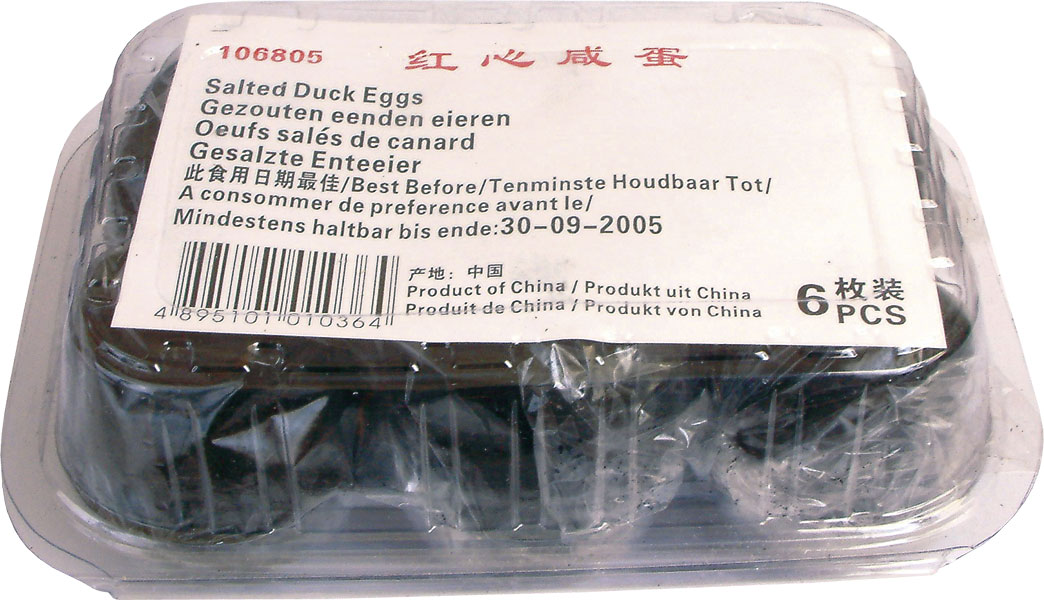 106805 红心咸蛋
Salted Duck Eggs
Gezouten eenden eieren
Oeufs salés de canard
Gesalzte Enteeier
此食用日期最佳/Best Before/Tenminste Houdbaar Tot/
A consommer de preference avant le/
Mindestens haltbar bis ende:30-09-2005
产地：中国
Product of China / Produkt uit China
Produit de China / Produkt von China
6 枚装
PCS
4 895101 010364